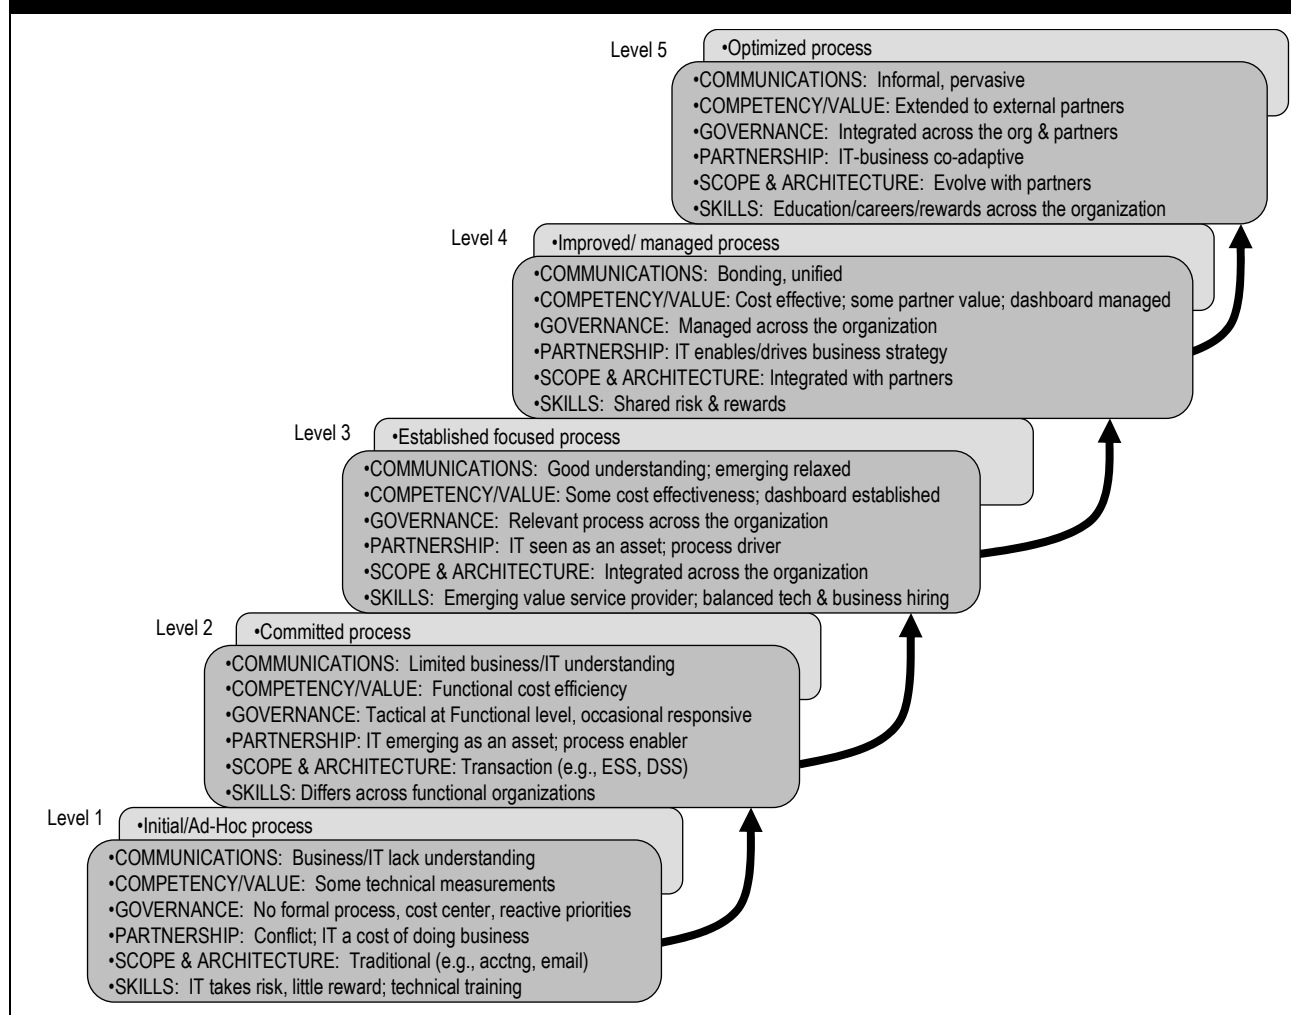 Level 5
•Optimized process
•COMMUNICATIONS: Informal, pervasive
•COMPETENCY/VALUE: Extended to external partners
•GOVERNANCE: Integrated across the org & partners
•PARTNERSHIP: IT-business co-adaptive
•SCOPE & ARCHITECTURE: Evolve with partners
•SKILLS: Education/careers/rewards across the organization
Level 4
•Improved/ managed process
•COMMUNICATIONS: Bonding, unified
•COMPETENCY/VALUE: Cost effective; some partner value; dashboard managed
•GOVERNANCE: Managed across the organization
•PARTNERSHIP: IT enables/drives business strategy
•SCOPE & ARCHITECTURE: Integrated with partners
•SKILLS: Shared risk & rewards
Level 3
•Established focused process
•COMMUNICATIONS: Good understanding; emerging relaxed
•COMPETENCY/VALUE: Some cost effectiveness; dashboard established
•GOVERNANCE: Relevant process across the organization
•PARTNERSHIP: IT seen as an asset; process driver
•SCOPE & ARCHITECTURE: Integrated across the organization
•SKILLS: Emerging value service provider; balanced tech & business hiring
Level 2
•Committed process
•COMMUNICATIONS: Limited business/IT understanding
•COMPETENCY/VALUE: Functional cost efficiency
•GOVERNANCE: Tactical at Functional level, occasional responsive
•PARTNERSHIP: IT emerging as an asset; process enabler
•SCOPE & ARCHITECTURE: Transaction (e.g., ESS, DSS)
•SKILLS: Differs across functional organizations
Level 1
•Initial/Ad-Hoc process
•COMMUNICATIONS: Business/IT lack understanding
•COMPETENCY/VALUE: Some technical measurements
•GOVERNANCE: No formal process, cost center, reactive priorities
•PARTNERSHIP: Conflict; IT a cost of doing business
•SCOPE & ARCHITECTURE: Traditional (e.g., acctng, email)
•SKILLS: IT takes risk, little reward; technical training